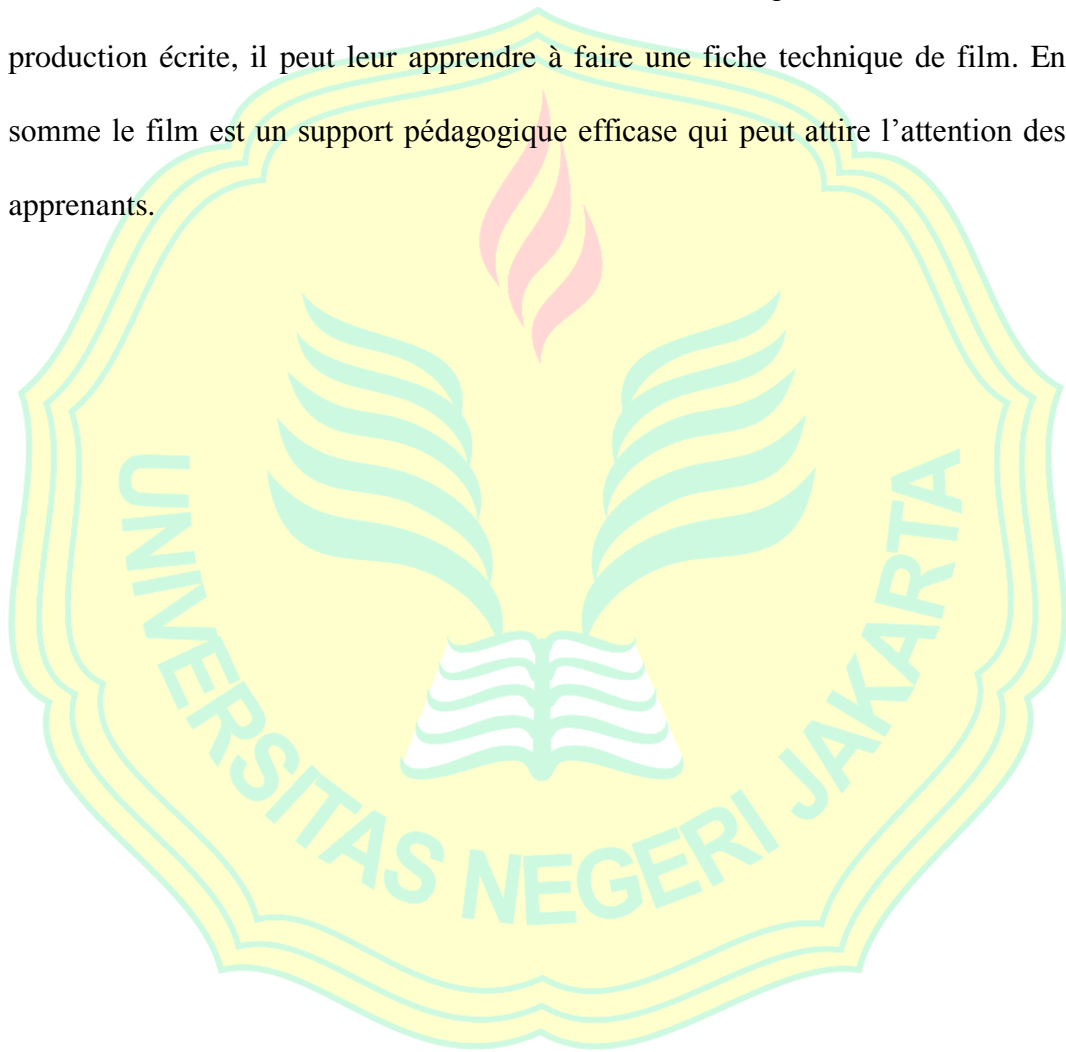 production écrite, il peut leur apprendre à faire une fiche technique de film. En
somme le film est un support pédagogique efficase qui peut attire l’attention des
apprenants.
UNIVERSITAS NEGERI JAKARTA